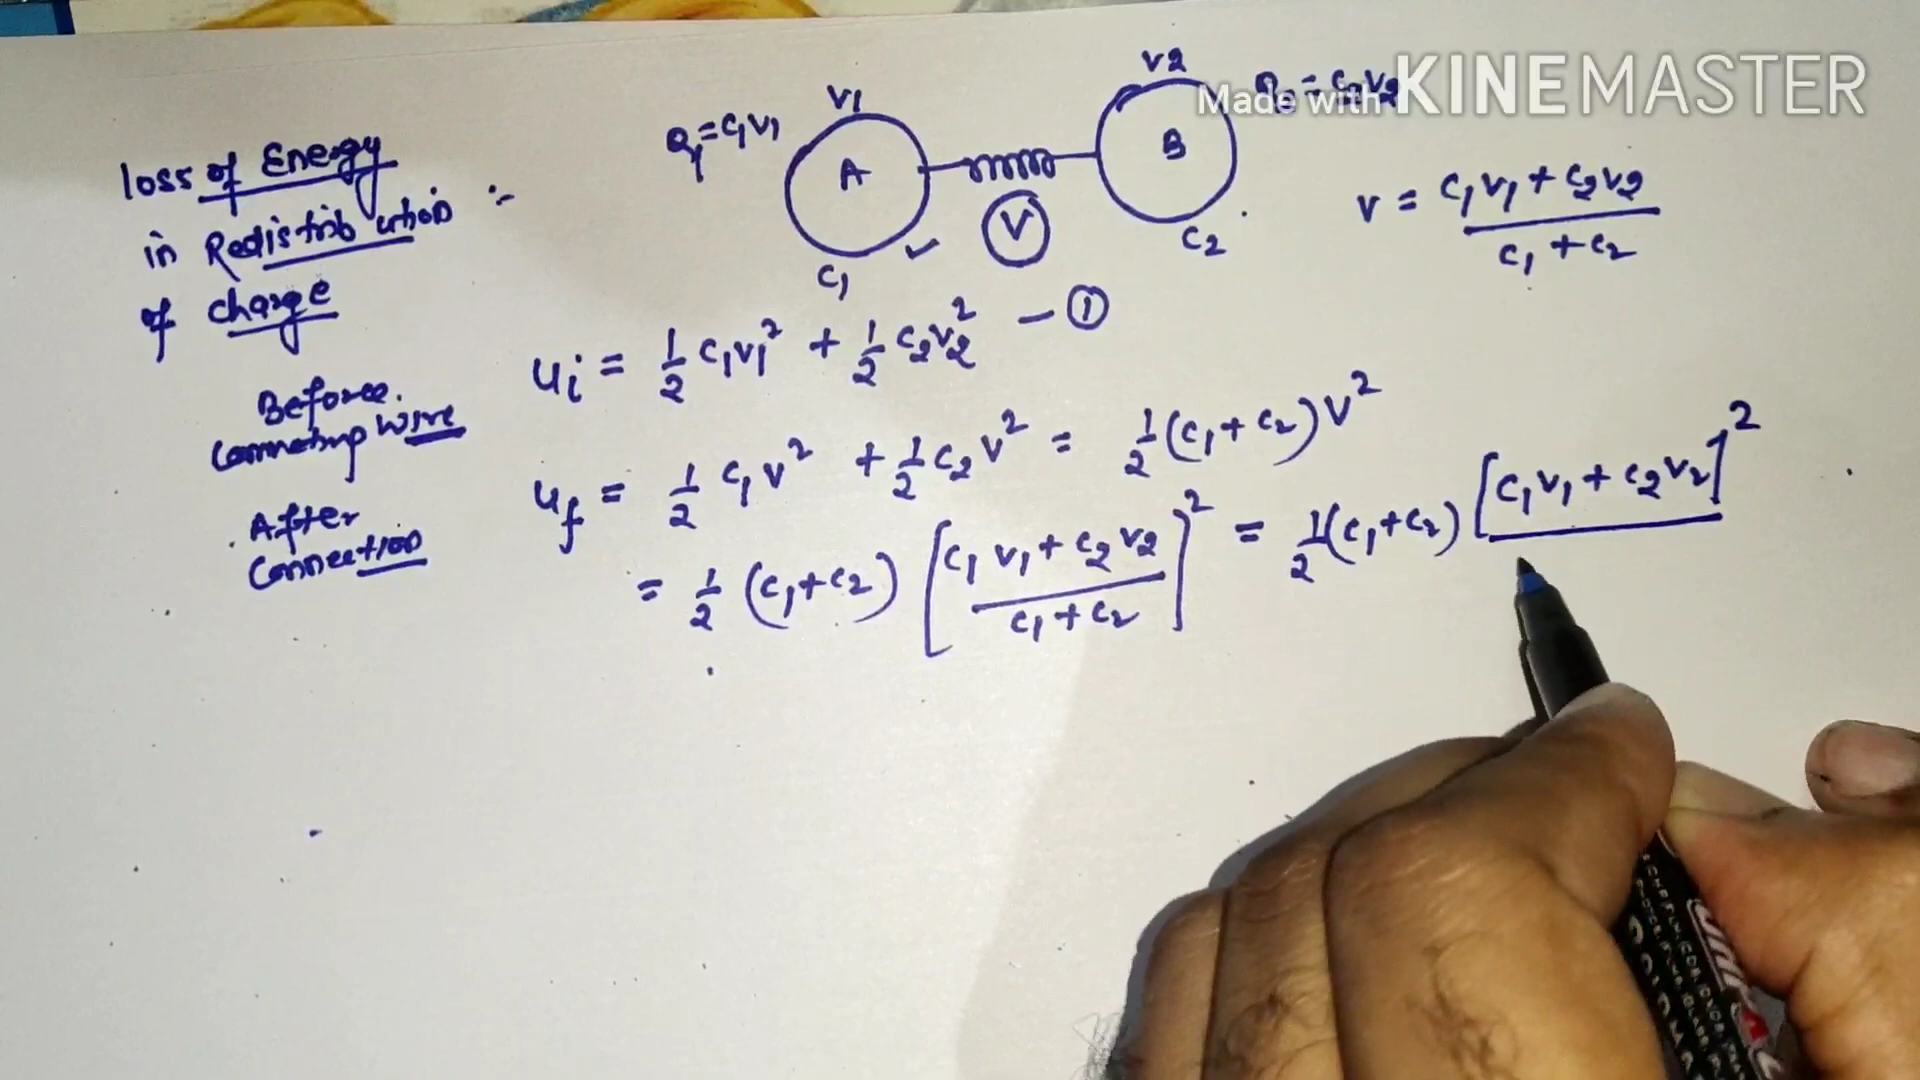 Made with KINEMASTER
V1
V2
Q1 = C1V1
= C2V2
A
B
V
C1
C2
V = C1V1 + C2V2 / C1 + C2
loss of Energy
in Redistribution :-
of charge
Ui = 1/2 C1V1² + 1/2 C2V2² — ①
Before
connecting wire
Uf = 1/2 C1V² + 1/2 C2V² = 1/2 (C1 + C2) V²
After
Connection
= 1/2 (C1 + C2) [C1V1 + C2V2 / C1 + C2]² = 1/2 (C1 + C2) [C1V1 + C2V2]²